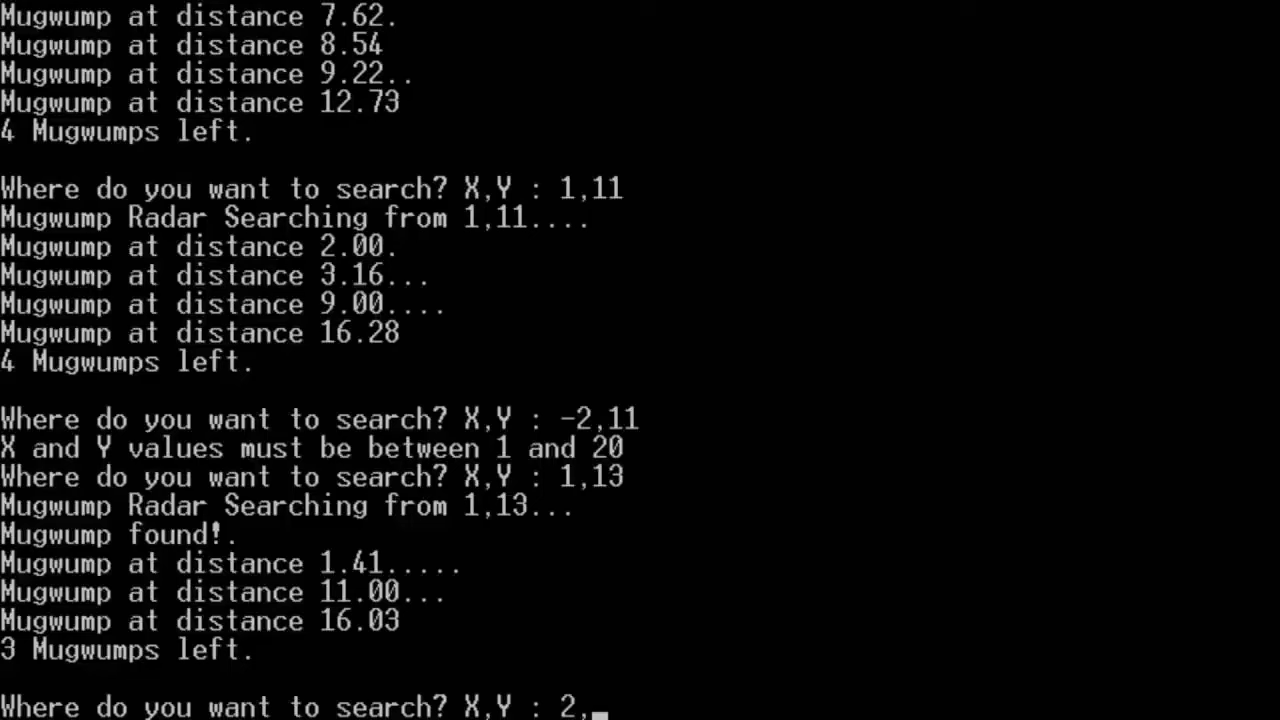 Mugwump at distance 7.62.
Mugwump at distance 8.54
Mugwump at distance 9.22..
Mugwump at distance 12.73
4 Mugwumps left.
Where do you want to search? X,Y : 1,11
Mugwump Radar Searching from 1,11....
Mugwump at distance 2.00.
Mugwump at distance 3.16...
Mugwump at distance 9.00....
Mugwump at distance 16.28
4 Mugwumps left.
Where do you want to search? X,Y : -2,11
X and Y values must be between 1 and 20
Where do you want to search? X,Y : 1,13
Mugwump Radar Searching from 1,13...
Mugwump found!.
Mugwump at distance 1.41.....
Mugwump at distance 11.00...
Mugwump at distance 16.03
3 Mugwumps left.
Where do you want to search? X,Y : 2,